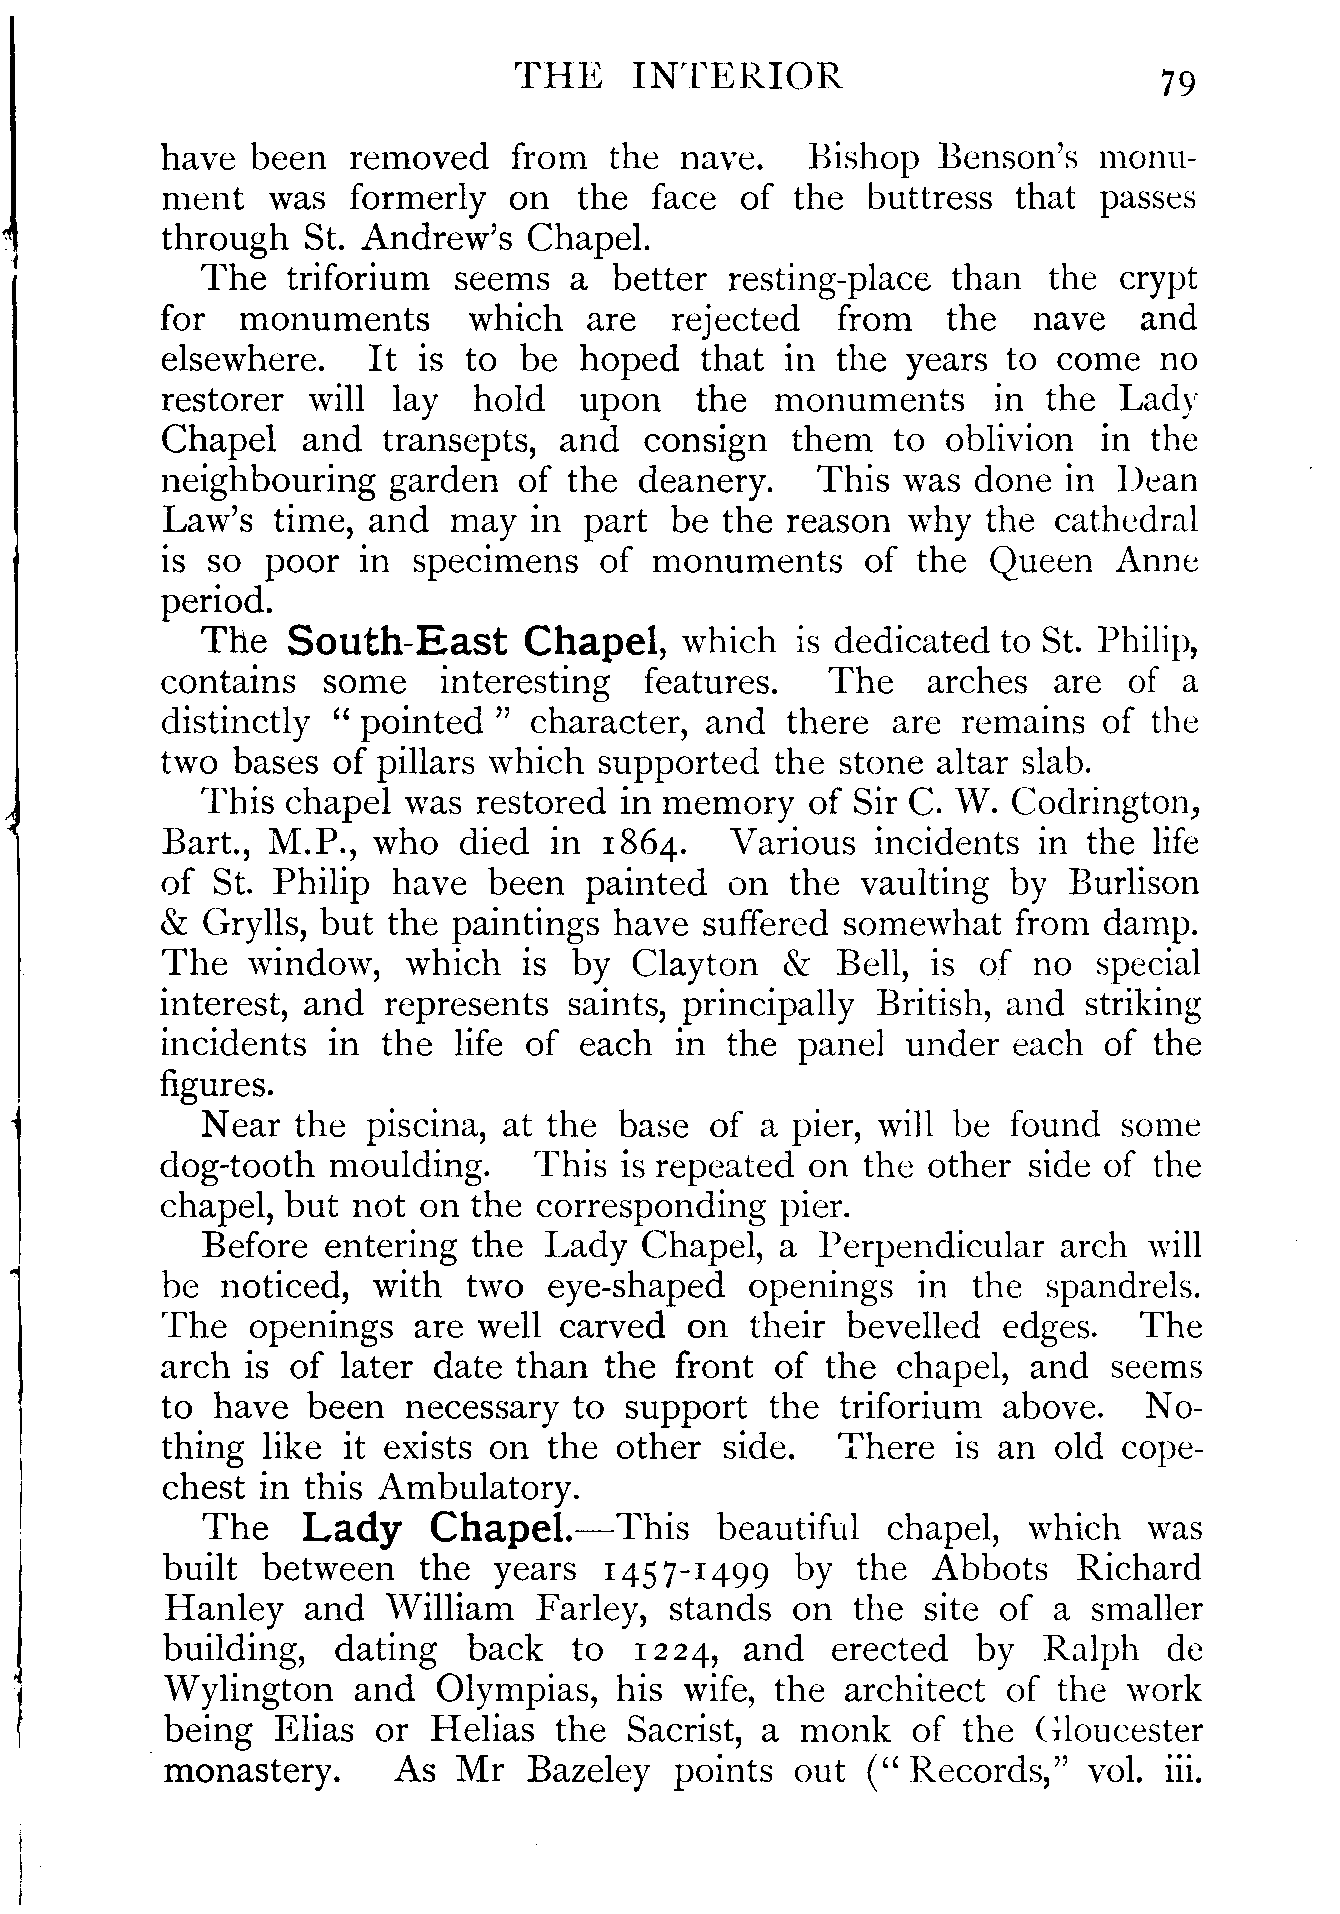 THE INTERIOR 79
have been removed from the nave. Bishop Benson's monu-
ment was formerly on the face of the buttress that passes
through St. Andrew's Chapel.
The triforium seems a better resting-place than the crypt
for monuments which are rejected from the nave and
elsewhere. It is to be hoped that in the years to come no
restorer will lay hold upon the monuments in the Lady
Chapel and transepts, and consign them to oblivion in the
neighbouring garden of the deanery. This was done in Dean
Law's time, and may in part be the reason why the cathedral
is so poor in specimens of monuments of the Queen Anne
period.
The South-East Chapel, which is dedicated to St. Philip,
contains some interesting features. The arches are of a
distinctly " pointed " character, and there are remains of the
two bases of pillars which supported the stone altar slab.
This chapel was restored in memory of Sir C. W. Codrington,
Bart., M.P., who died in 1864. Various incidents in the life
of St. Philip have been painted on the vaulting by Burlison
& Grylls, but the paintings have suffered somewhat from damp.
The window, which is by Clayton & Bell, is of no special
interest, and represents saints, principally British, and striking
incidents in the life of each in the panel under each of the
figures.
Near the piscina, at the base of a pier, will be found some
dog-tooth moulding. This is repeated on the other side of the
chapel, but not on the corresponding pier.
Before entering the Lady Chapel, a Perpendicular arch will
be noticed, with two eye-shaped openings in the spandrels.
The openings are well carved on their bevelled edges. The
arch is of later date than the front of the chapel, and seems
to have been necessary to support the triforium above. No-
thing like it exists on the other side. There is an old cope-
chest in this Ambulatory.
The Lady Chapel.—This beautiful chapel, which was
built between the years 1457-1499 by the Abbots Richard
Hanley and William Farley, stands on the site of a smaller
building, dating back to 1224, and erected by Ralph de
Wylington and Olympias, his wife, the architect of the work
being Elias or Helias the Sacrist, a monk of the Gloucester
monastery. As Mr Bazeley points out (" Records," vol. iii.